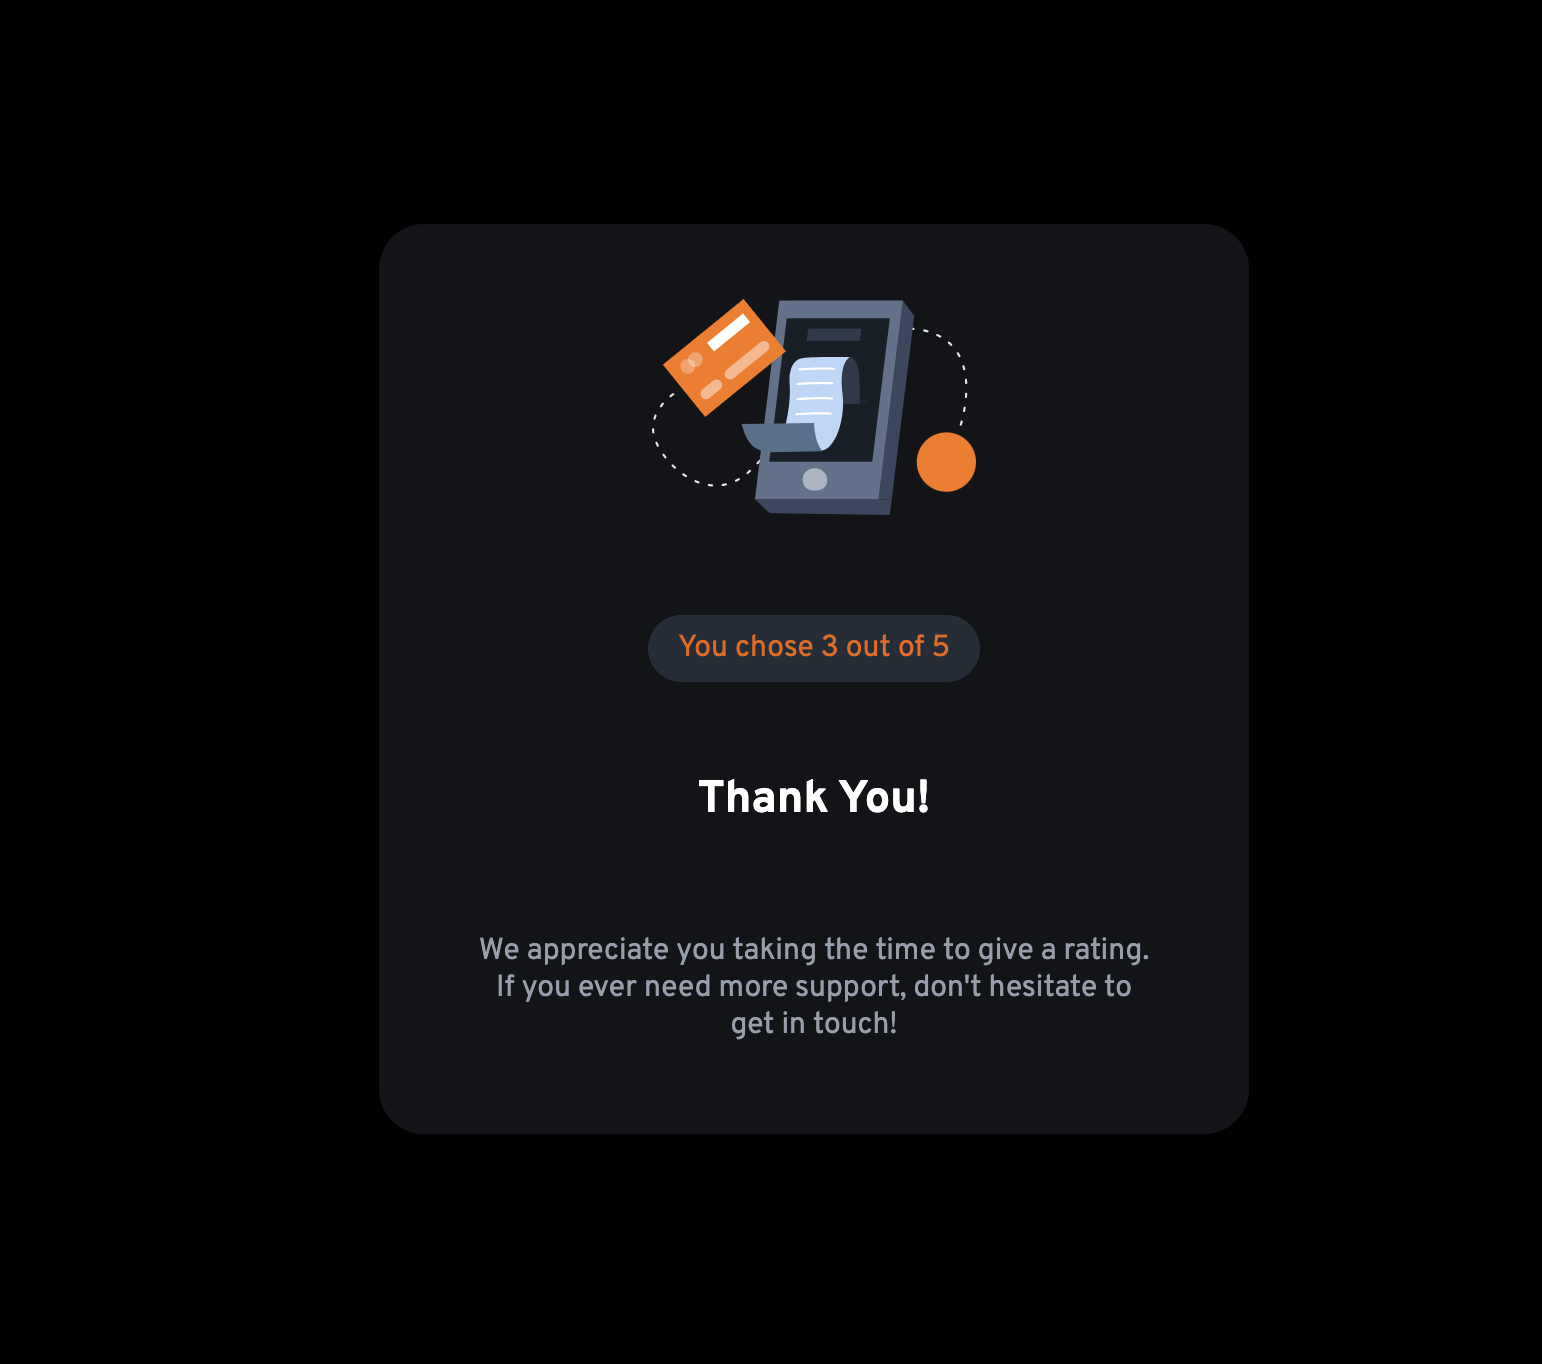 You chose 3 out of 5
Thank You!
We appreciate you taking the time to give a rating.
If you ever need more support, don't hesitate to
get in touch!